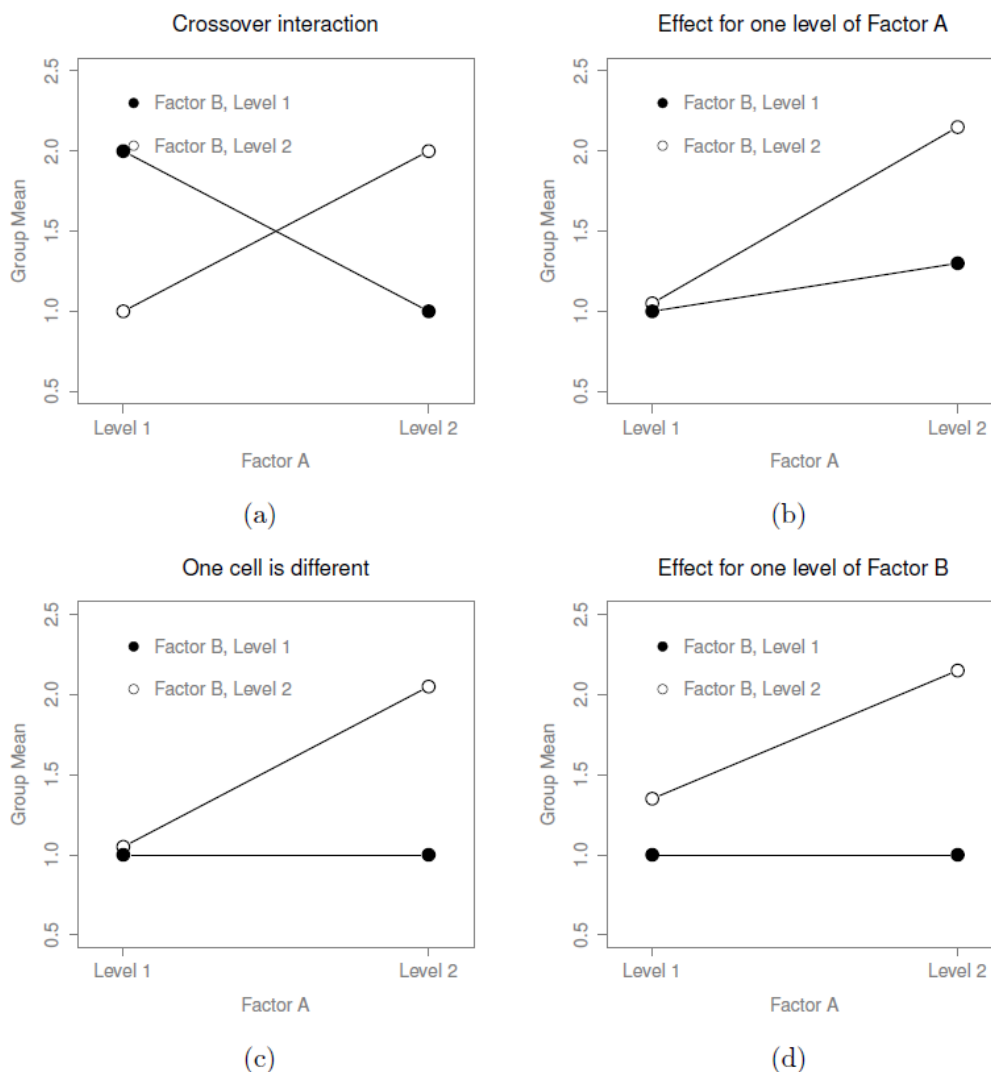 Crossover interaction
Group Mean
2.5
2.0
1.5
1.0
0.5
Factor B, Level 1
Factor B, Level 2
Level 1
Level 2
Factor A
(a)
Effect for one level of Factor A
Group Mean
2.5
2.0
1.5
1.0
0.5
Factor B, Level 1
Factor B, Level 2
Level 1
Level 2
Factor A
(b)
One cell is different
Group Mean
2.5
2.0
1.5
1.0
0.5
Factor B, Level 1
Factor B, Level 2
Level 1
Level 2
Factor A
(c)
Effect for one level of Factor B
Group Mean
2.5
2.0
1.5
1.0
0.5
Factor B, Level 1
Factor B, Level 2
Level 1
Level 2
Factor A
(d)